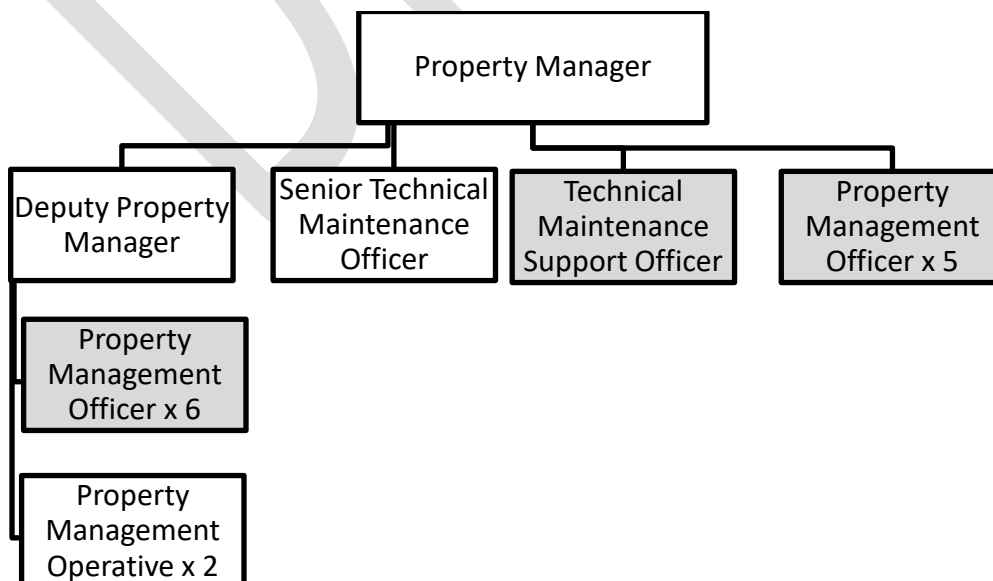 Property Manager
Deputy Property
Manager
Senior Technical
Maintenance
Officer
Technical
Maintenance
Support Officer
Property
Management
Officer x 5
Property
Management
Officer x 6
Property
Management
Operative x 2